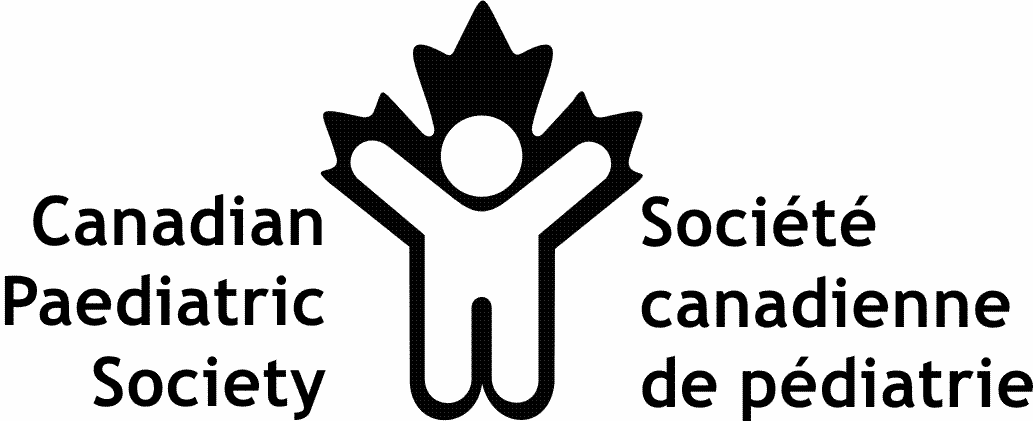 Canadian
Paediatric
Society
Société
canadienne
de pédiatrie